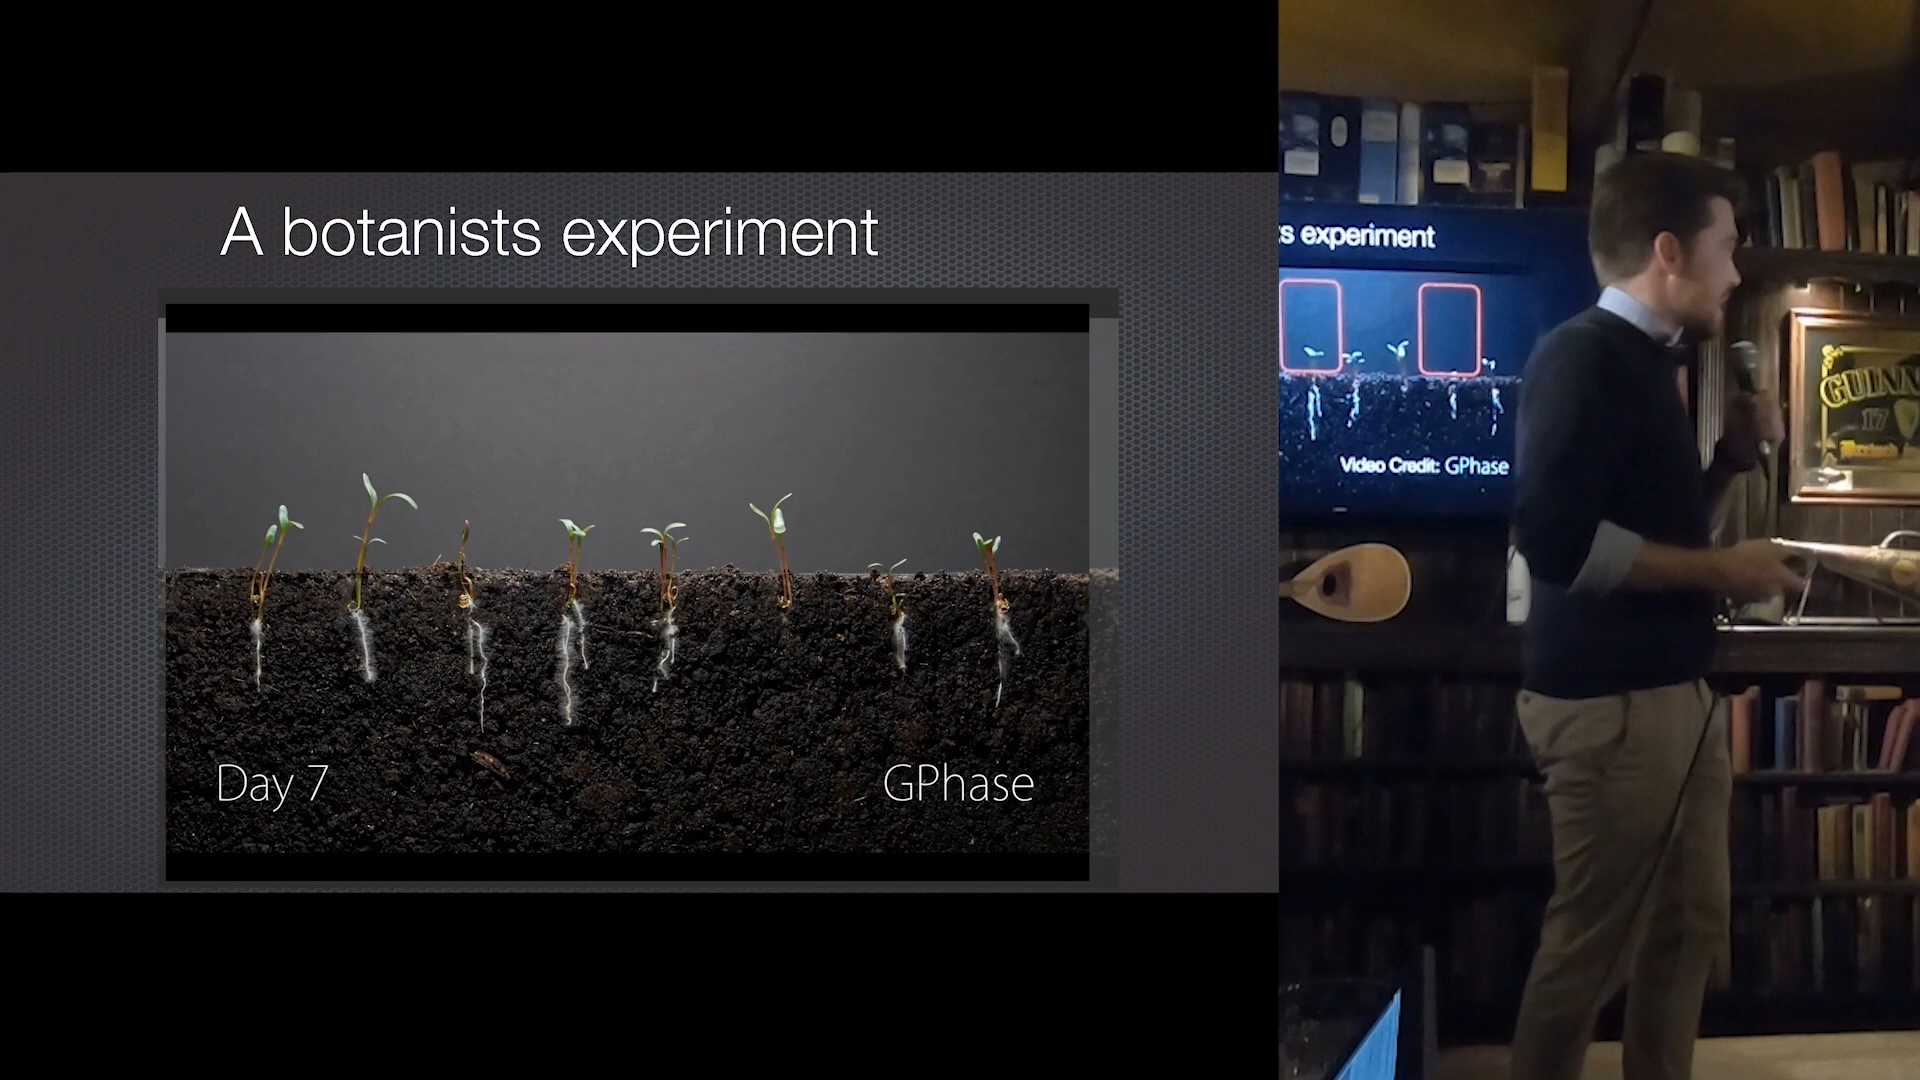 A botanists experiment
Day 7
GPhase
s experiment
Video Credit: GPhase
GUINN
17